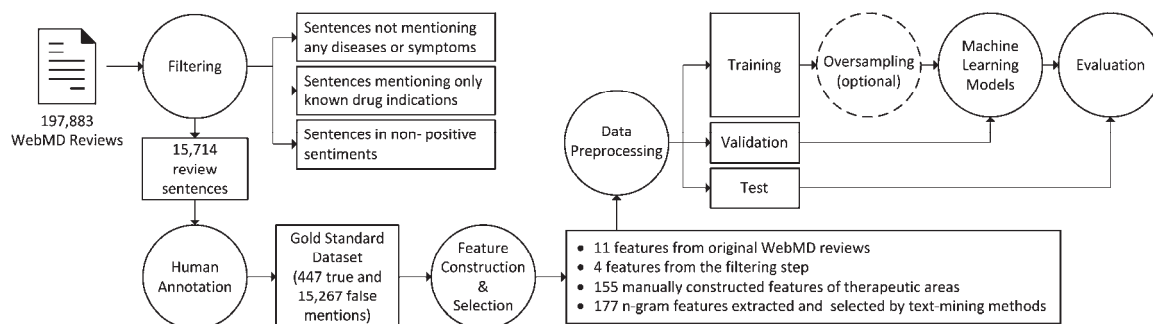 197,883
WebMD Reviews
Filtering
Sentences not mentioning
any diseases or symptoms
Sentences mentioning only
known drug indications
Sentences in non- positive
sentiments
15,714
review
sentences
Human
Annotation
Gold Standard
Dataset
(447 true and
15,267 false
mentions)
Feature
Construction
&
Selection
• 11 features from original WebMD reviews
• 4 features from the filtering step
• 155 manually constructed features of therapeutic areas
• 177 n-gram features extracted and selected by text-mining methods
Data
Preprocessing
Training
Validation
Test
Oversampling
(optional)
Machine
Learning
Models
Evaluation